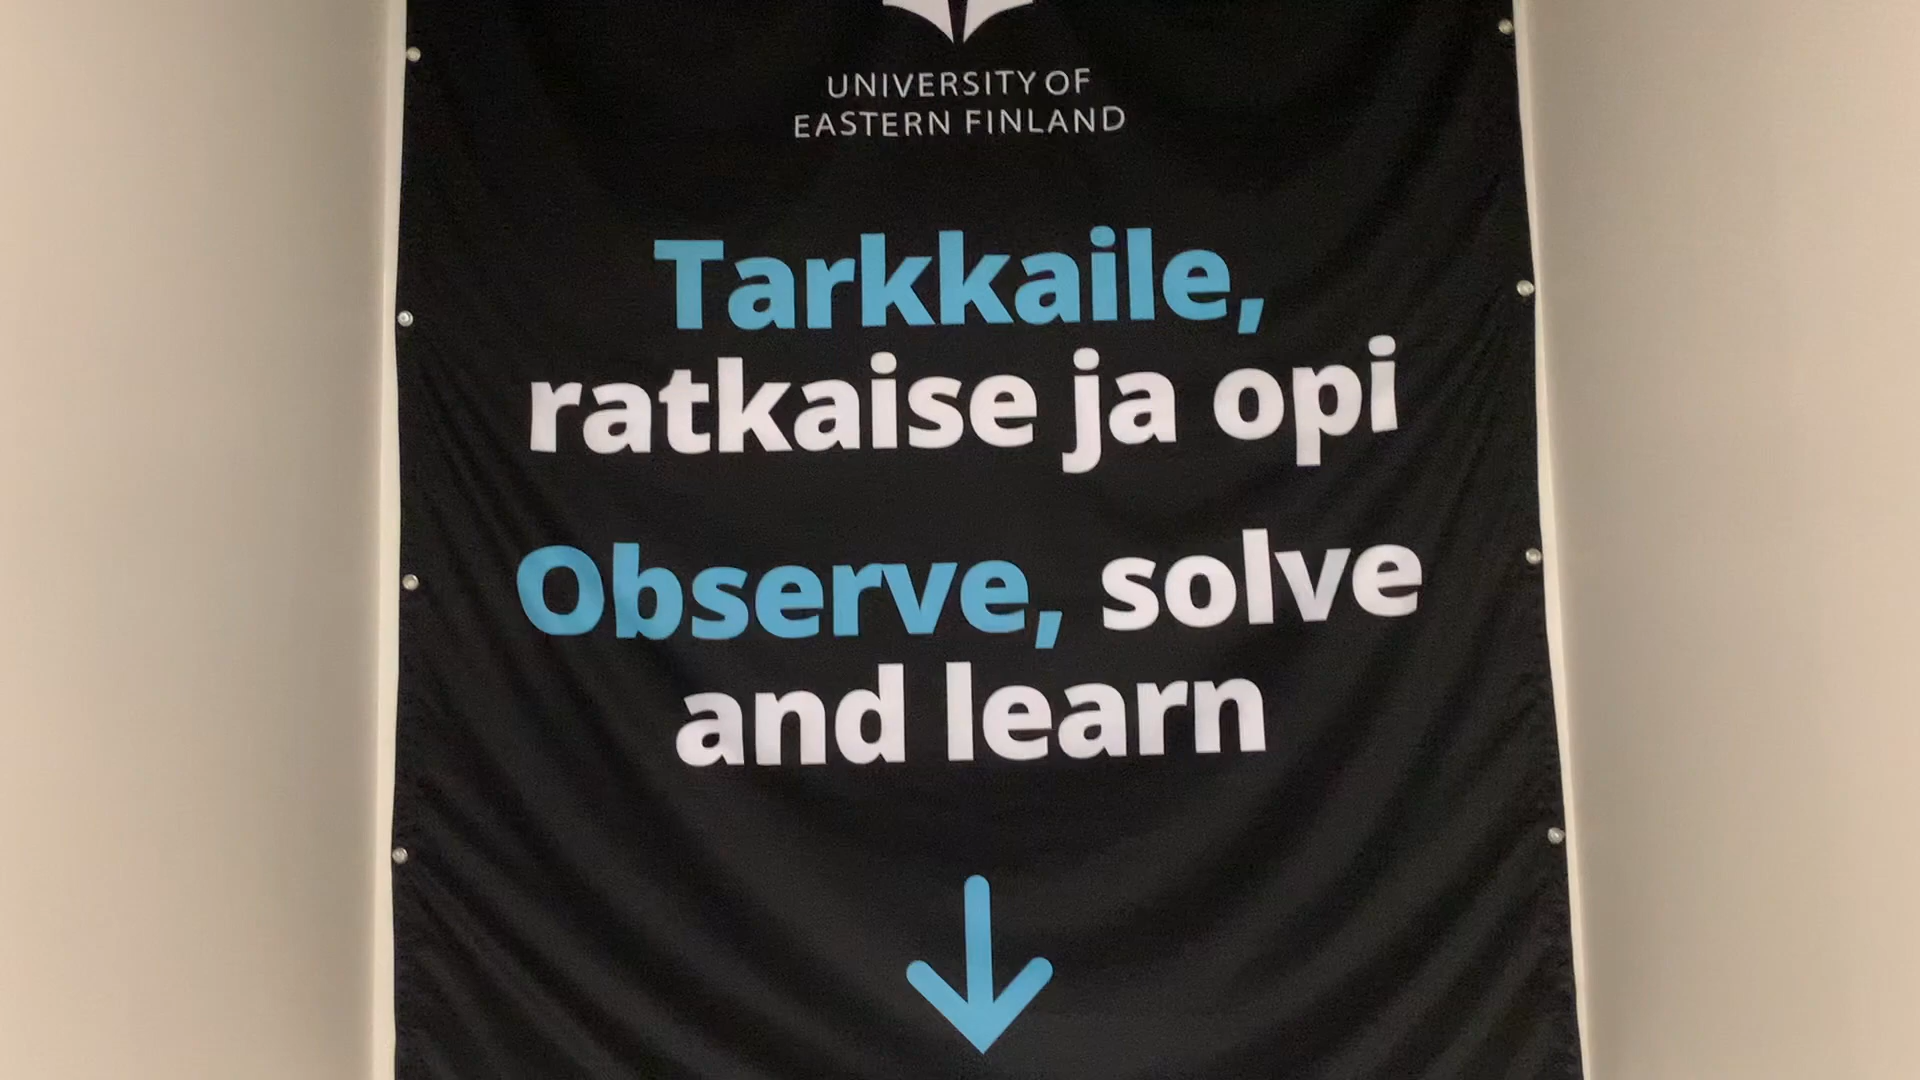 UNIVERSITY OF
EASTERN FINLAND
Tarkkaile,
ratkaise ja opi
Observe, solve
and learn